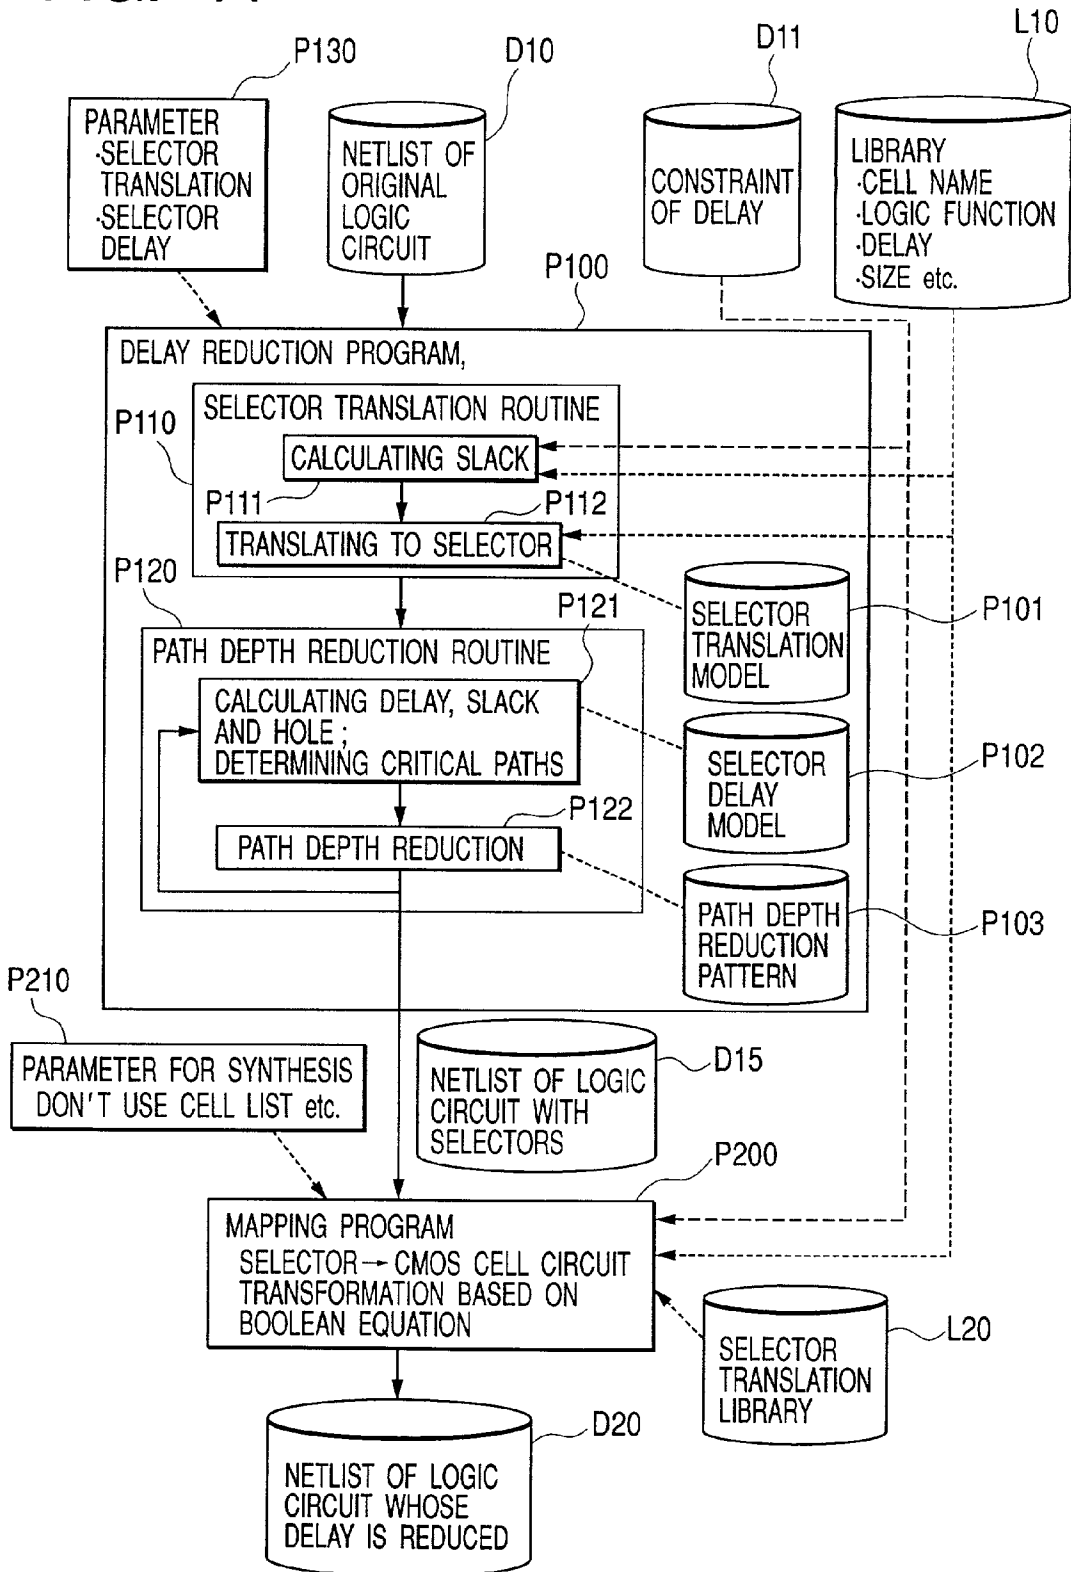 P130
D10
D11
L10
PARAMETER
·SELECTOR
TRANSLATION
·SELECTOR
DELAY
NETLIST OF
ORIGINAL
LOGIC
CIRCUIT
CONSTRAINT
OF DELAY
LIBRARY
·CELL NAME
·LOGIC FUNCTION
·DELAY
·SIZE etc.
P100
DELAY REDUCTION PROGRAM,
P110
SELECTOR TRANSLATION ROUTINE
CALCULATING SLACK
P111
P112
TRANSLATING TO SELECTOR
P120
P121
PATH DEPTH REDUCTION ROUTINE
CALCULATING DELAY, SLACK
AND HOLE ;
DETERMINING CRITICAL PATHS
P122
PATH DEPTH REDUCTION
SELECTOR
TRANSLATION
MODEL
P101
SELECTOR
DELAY
MODEL
P102
PATH DEPTH
REDUCTION
PATTERN
P103
P210
PARAMETER FOR SYNTHESIS
DON'T USE CELL LIST etc.
NETLIST OF LOGIC
CIRCUIT WITH
SELECTORS
D15
P200
MAPPING PROGRAM
SELECTOR → CMOS CELL CIRCUIT
TRANSFORMATION BASED ON
BOOLEAN EQUATION
SELECTOR
TRANSLATION
LIBRARY
L20
D20
NETLIST OF LOGIC
CIRCUIT WHOSE
DELAY IS REDUCED